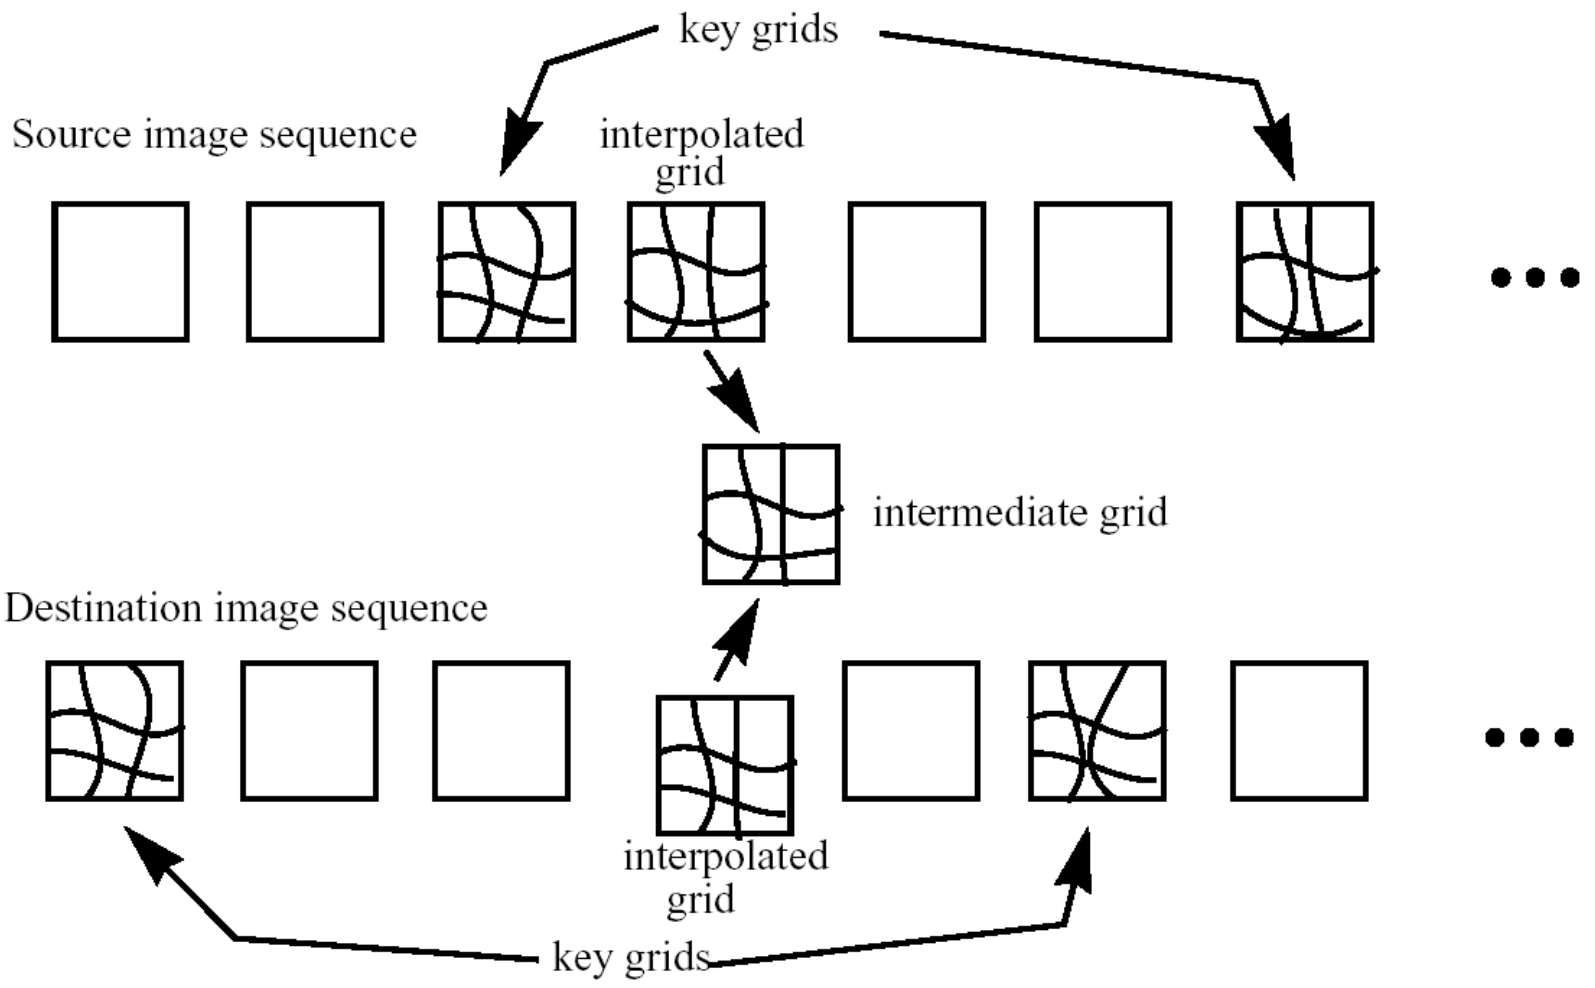 key grids
Source image sequence
interpolated
grid
intermediate grid
Destination image sequence
interpolated
grid
key grids